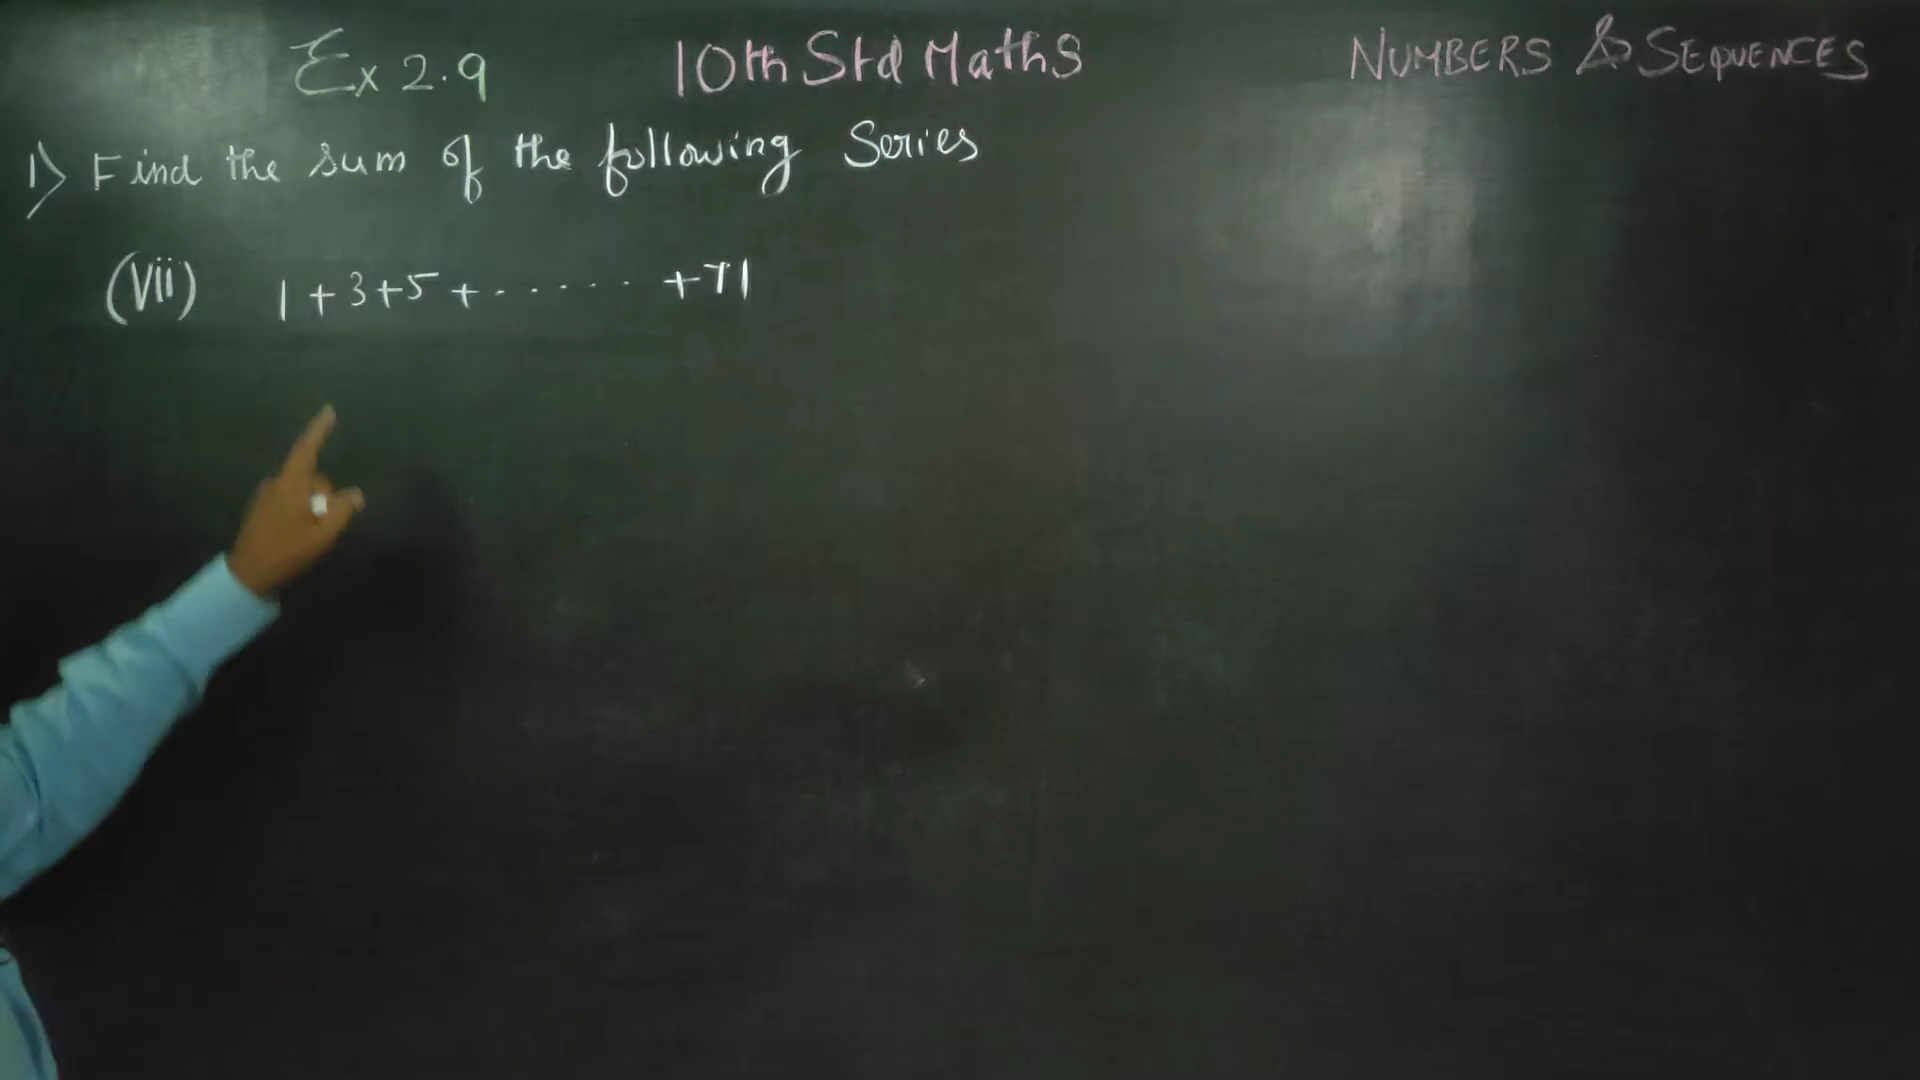 Ex 2.9 10th Std Maths NUMBERS & SEQUENCES
1) Find the sum of the following Series
(vii) 1+3+5+.......+71